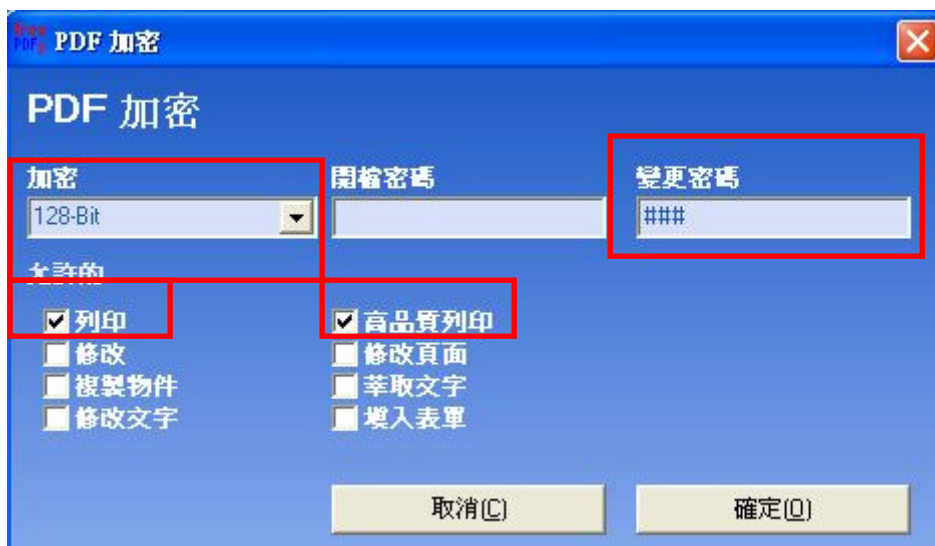 PDF 加密
PDF 加密
加密 開檔密碼 變更密碼
128-Bit ###
允許的
列印 高品質列印
修改 修改頁面
複製物件 萃取文字
修改文字 填入表單
取消(C) 確定(O)